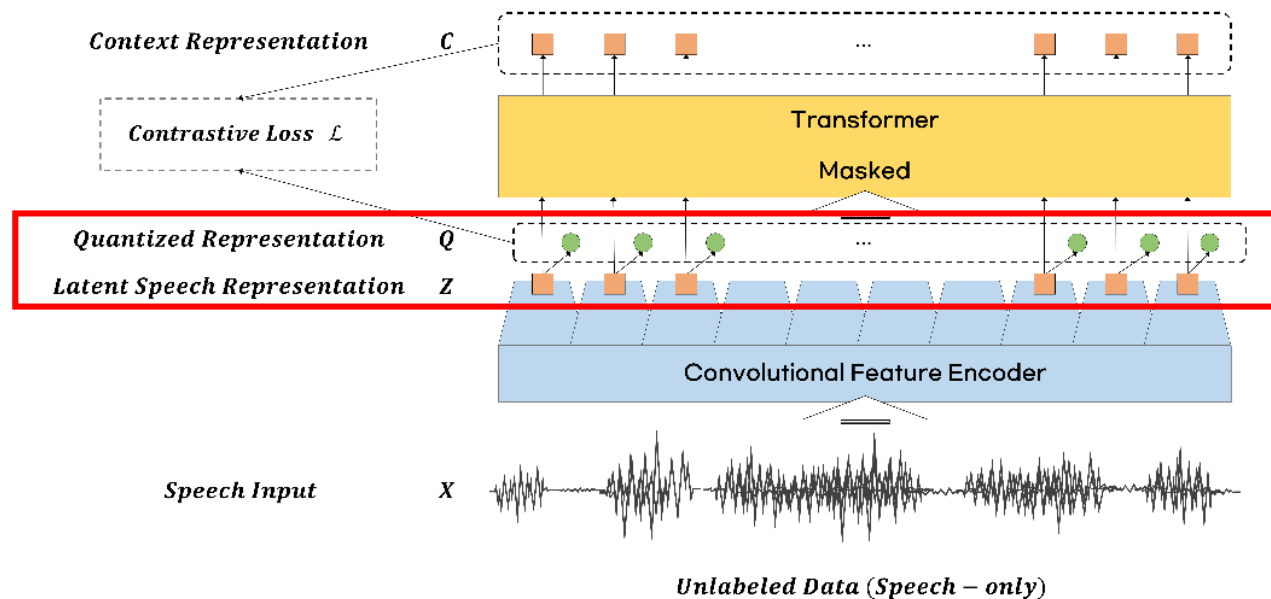 Context Representation C
...
Transformer
Contrastive Loss ℒ
Masked
Quantized Representation Q
...
Latent Speech Representation Z
Convolutional Feature Encoder
Speech Input X
Unlabeled Data (Speech − only)